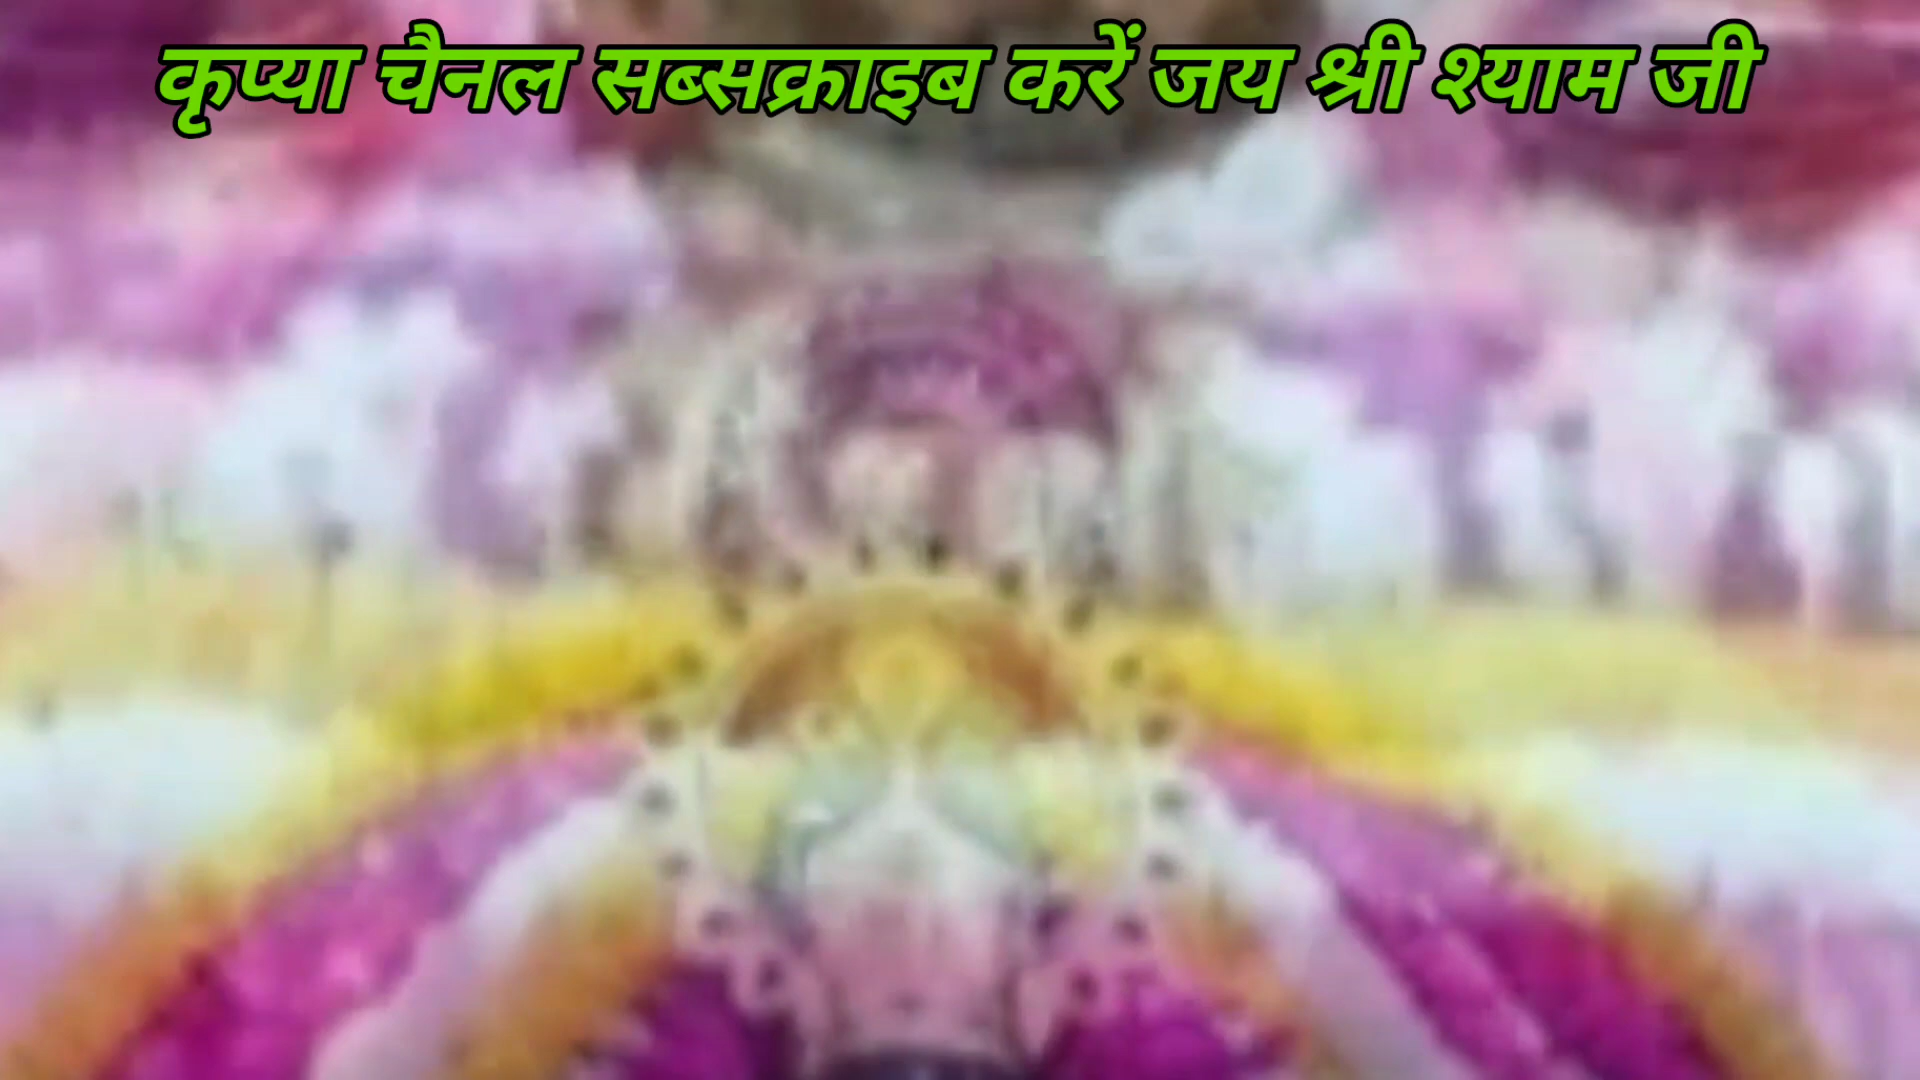 कृप्या चैनल सब्सक्राइब करें जय श्री श्याम जी